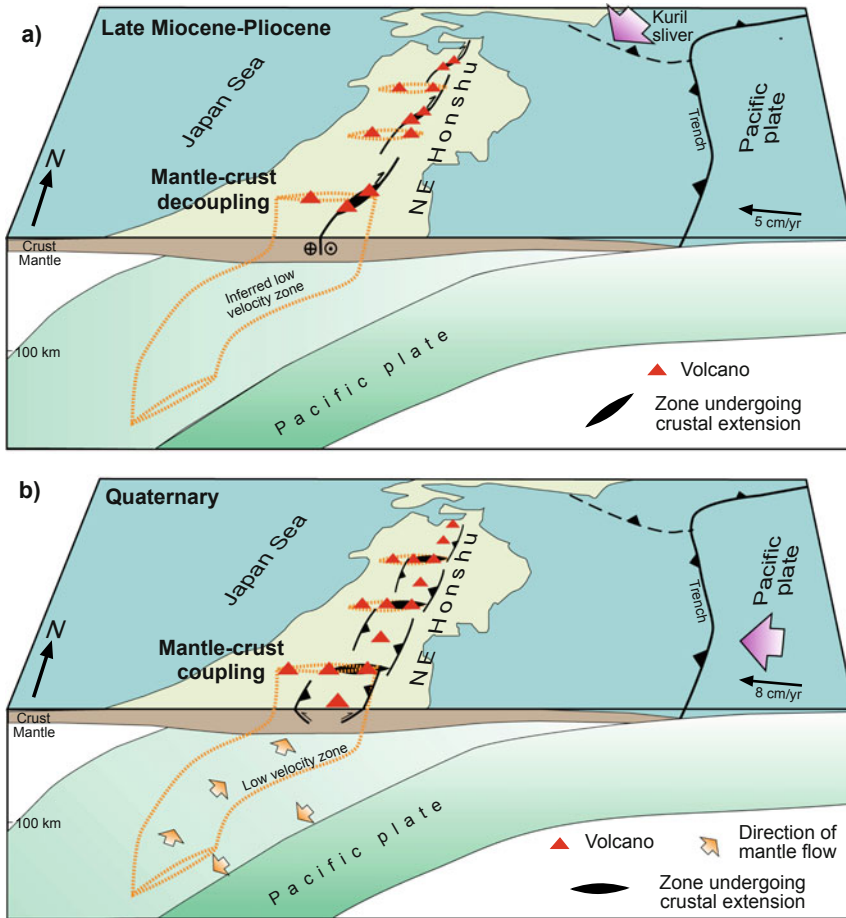 a)
Late Miocene-Pliocene
Kuril
sliver
Japan Sea
NE Honshu
Trench
Pacific
plate
N
Mantle-crust
decoupling
5 cm/yr
Crust
Mantle
Inferred low
velocity zone
100 km
Pacific plate
Volcano
Zone undergoing
crustal extension
b)
Quaternary
Japan Sea
NE Honshu
Trench
Pacific
plate
N
Mantle-crust
coupling
8 cm/yr
Crust
Mantle
Low velocity zone
100 km
Pacific plate
Volcano
Direction of
mantle flow
Zone undergoing
crustal extension